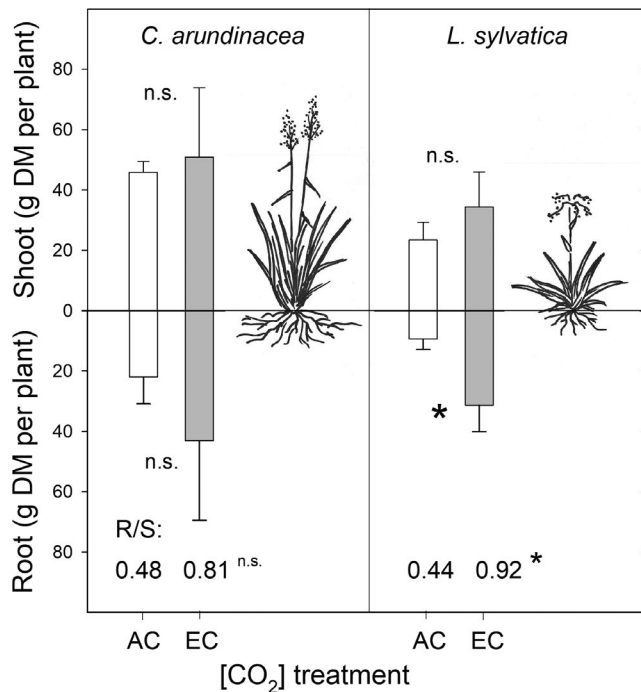 C. arundinacea
L. sylvatica
Shoot (g DM per plant)
Root (g DM per plant)
80
60
40
20
0
20
40
60
80
n.s.
n.s.
n.s.
*
R/S:
0.48 0.81 n.s.
0.44 0.92 *
AC EC AC EC
[CO₂] treatment